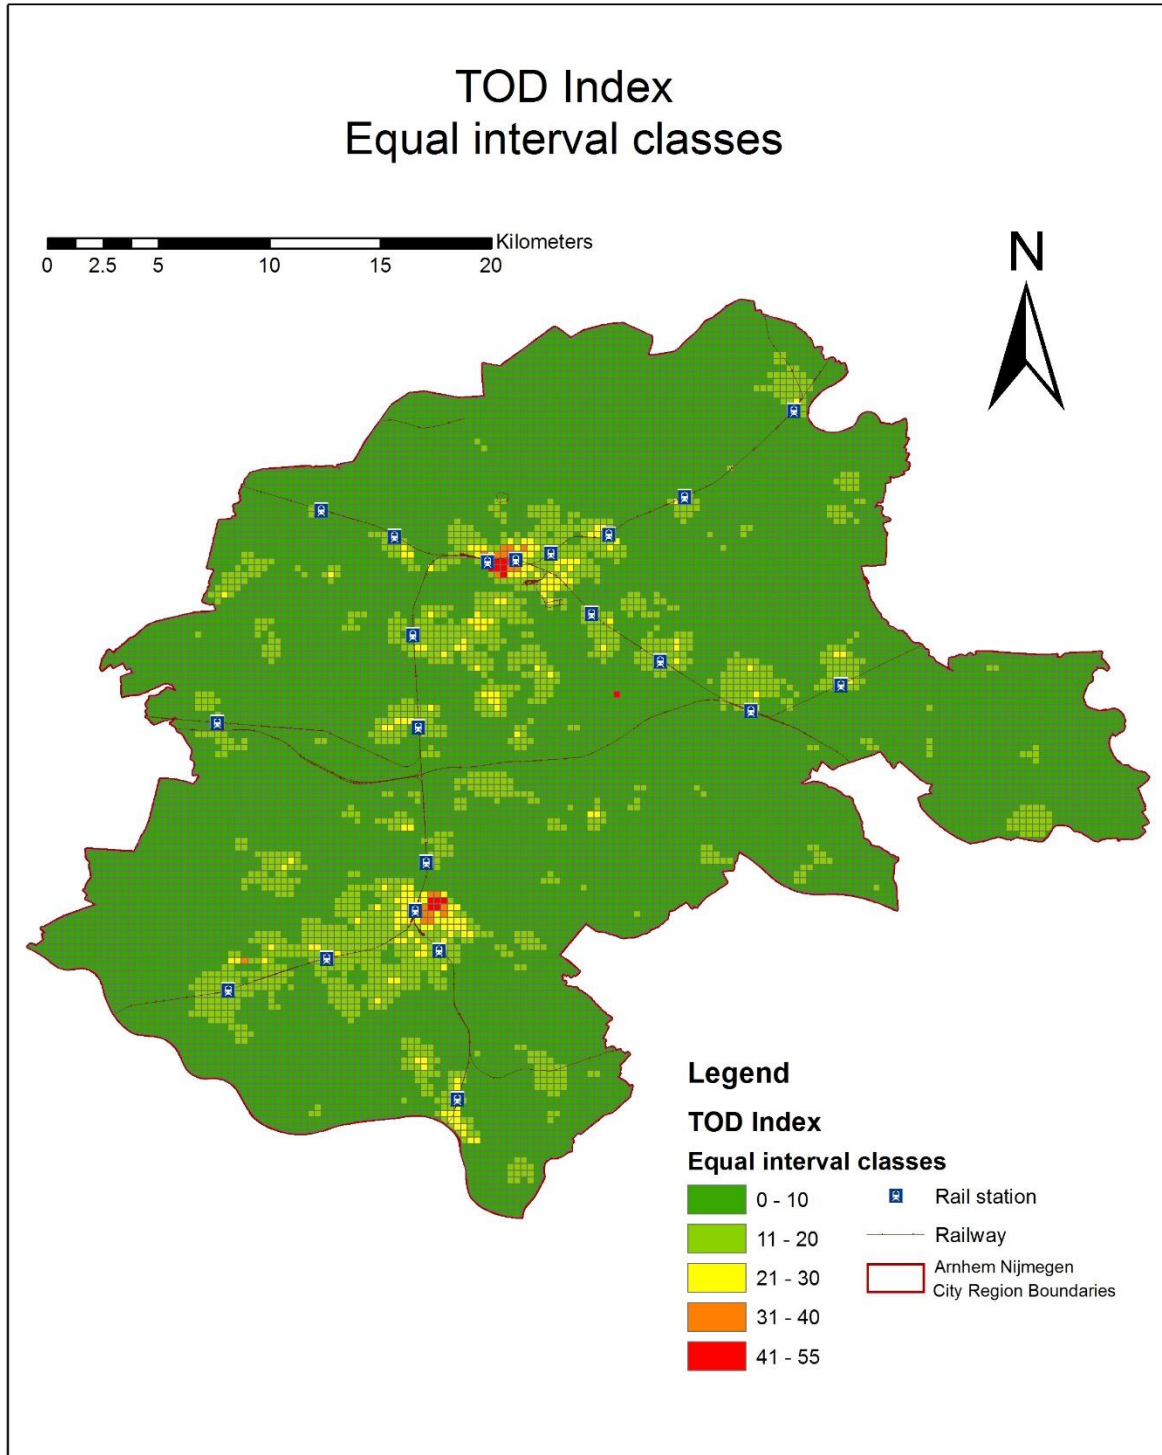 TOD Index
Equal interval classes
Kilometers
0 2.5 5 10 15 20
N
Legend
TOD Index
Equal interval classes
0 - 10
11 - 20
21 - 30
31 - 40
41 - 55
Rail station
Railway
Arnhem Nijmegen
City Region Boundaries